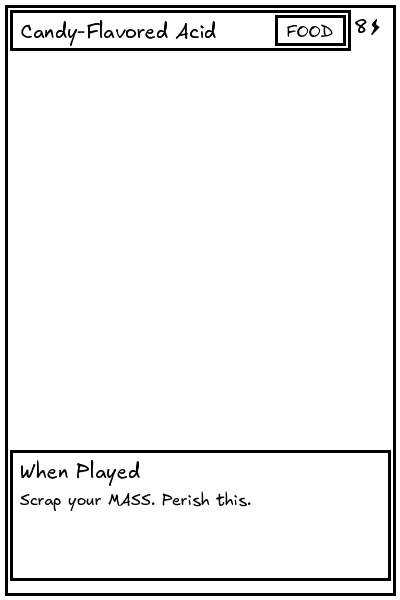 Candy-Flavored Acid FOOD 8⚡
When Played
Scrap your MASS. Perish this.